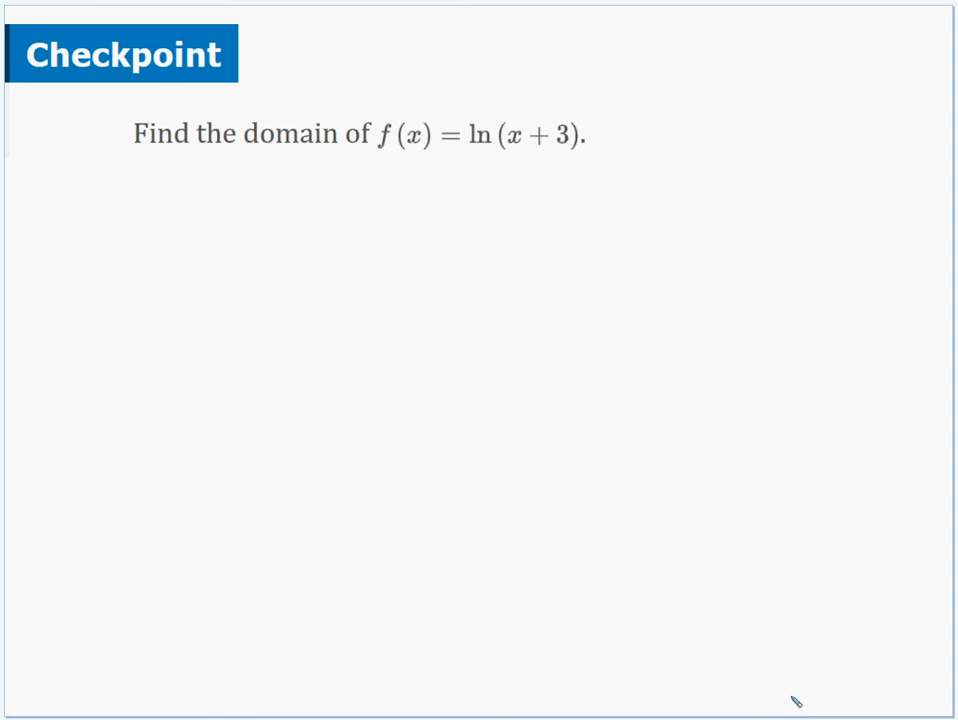 Checkpoint
Find the domain of f (x) = ln (x + 3).